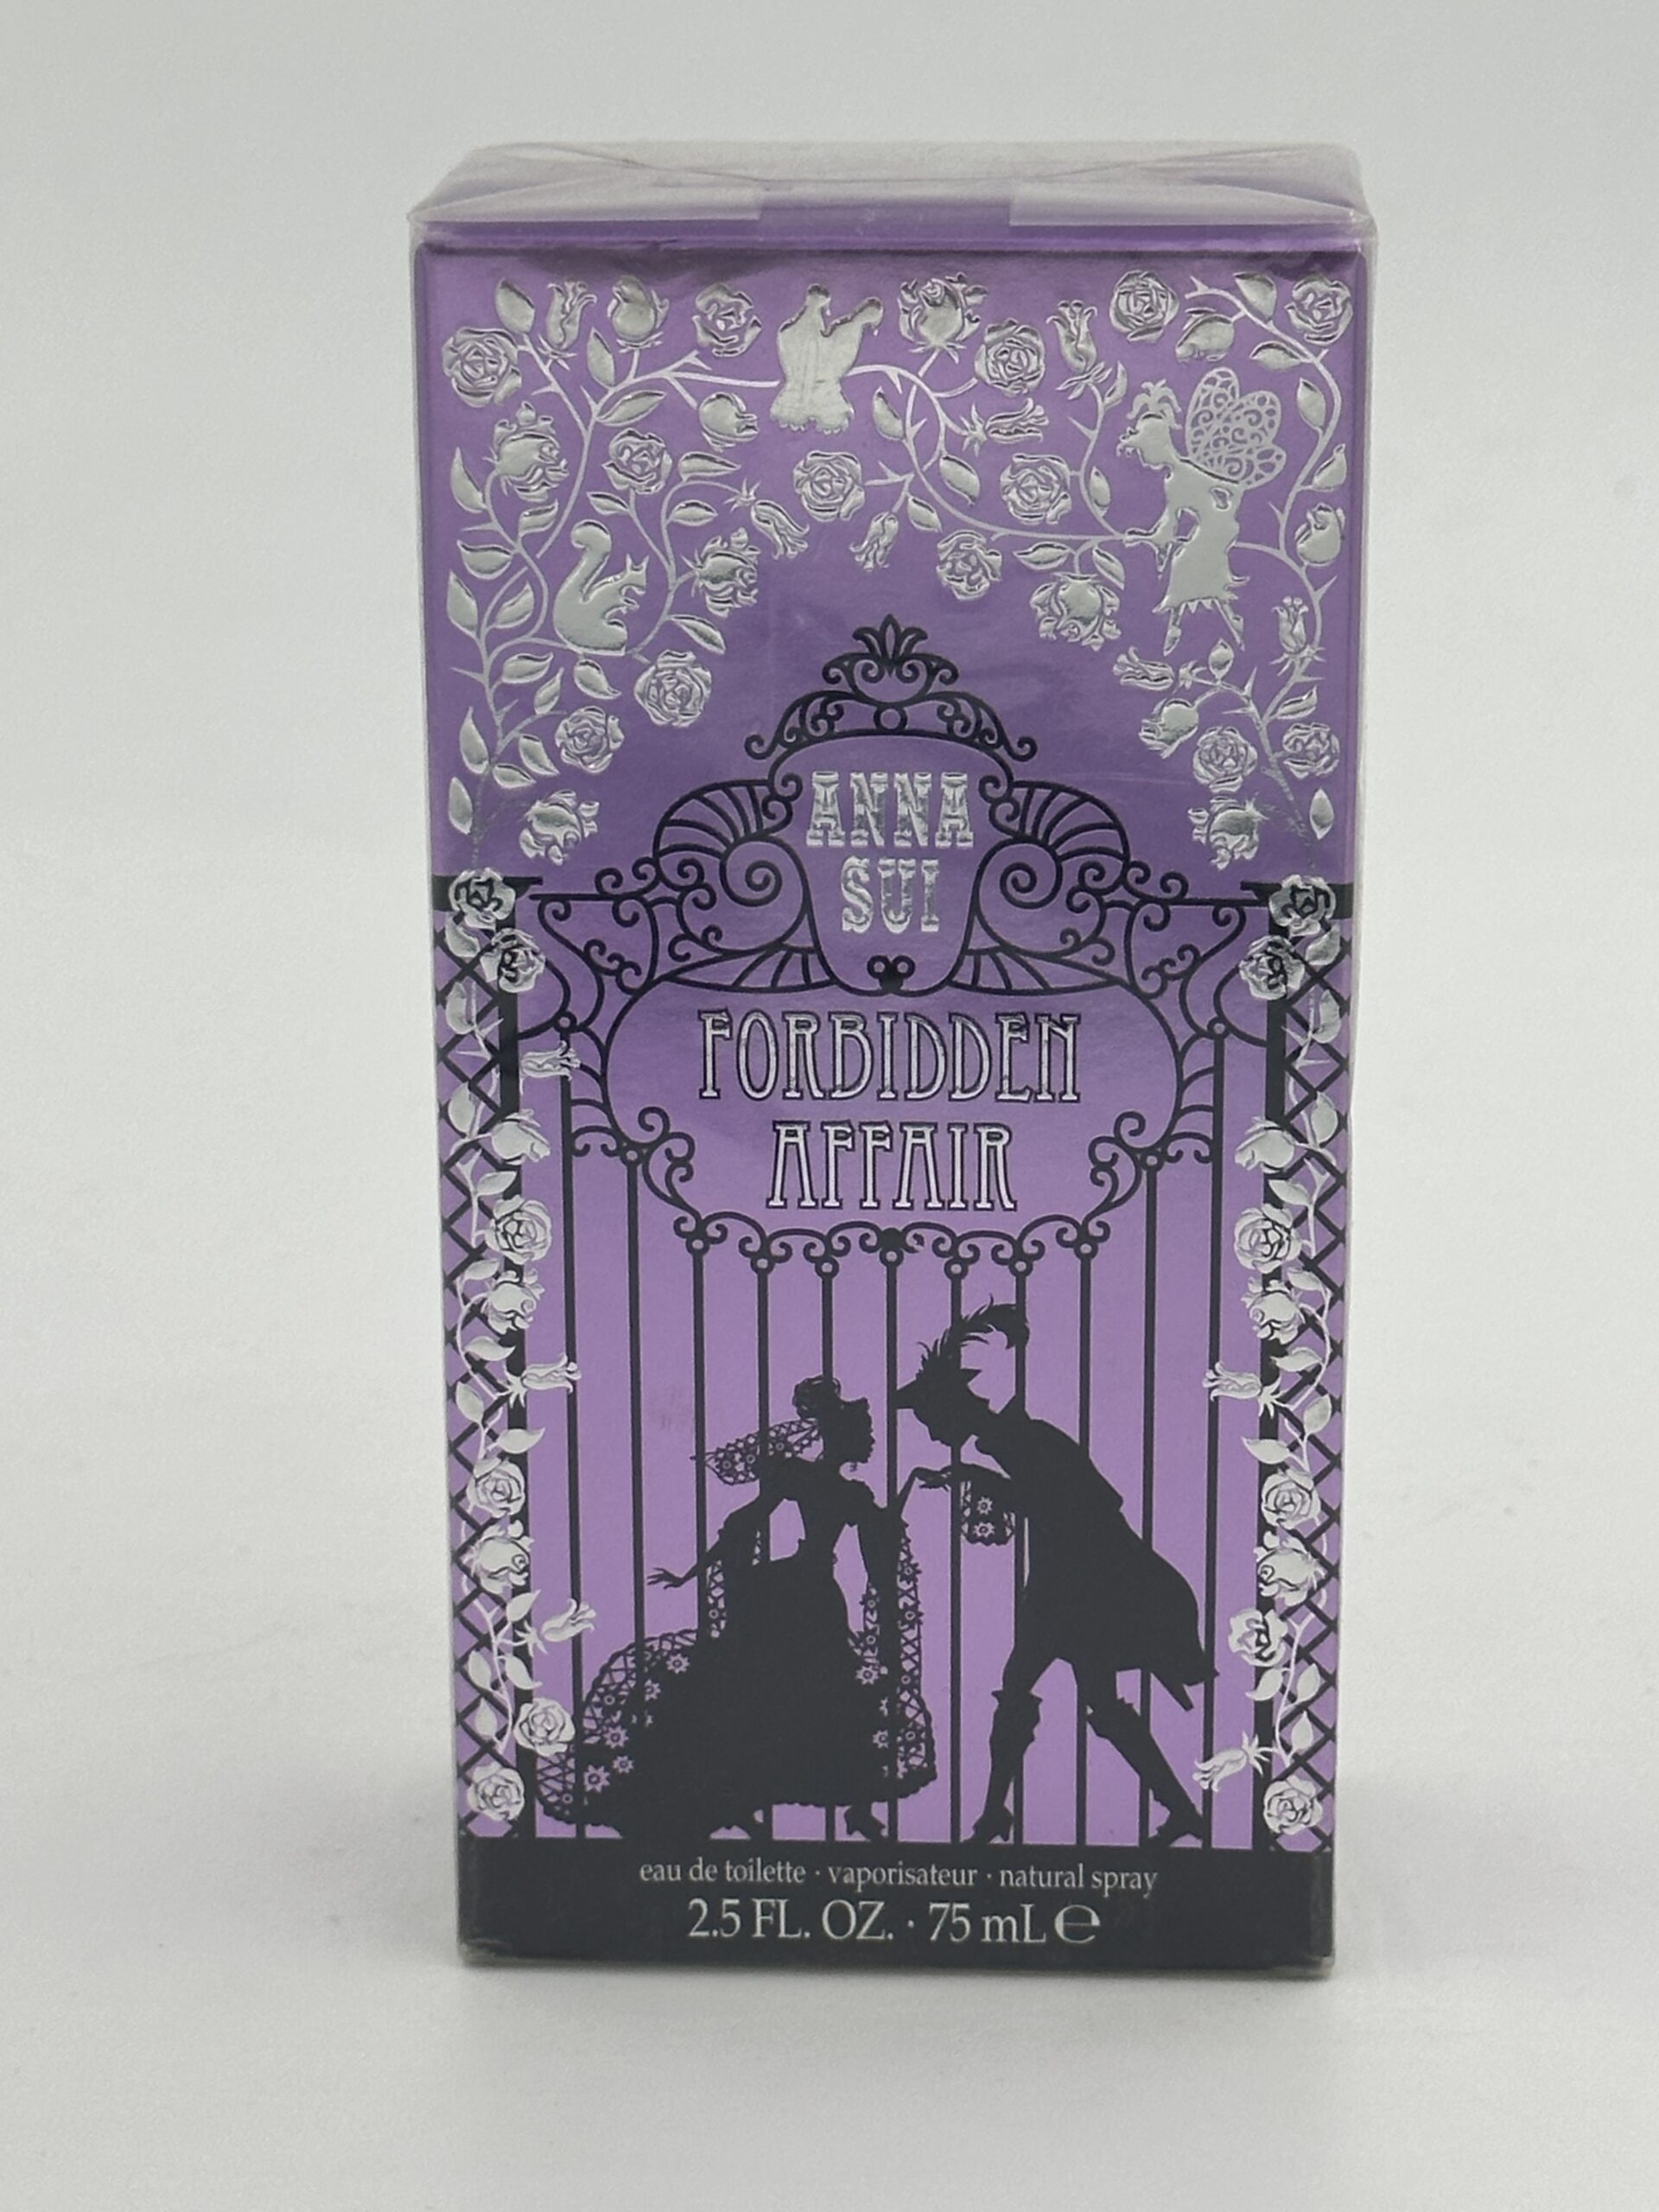 ANNA
SUI
FORBIDDEN
AFFAIR
eau de toilette · vaporisateur · natural spray
2.5 FL. OZ. · 75 mL ℮